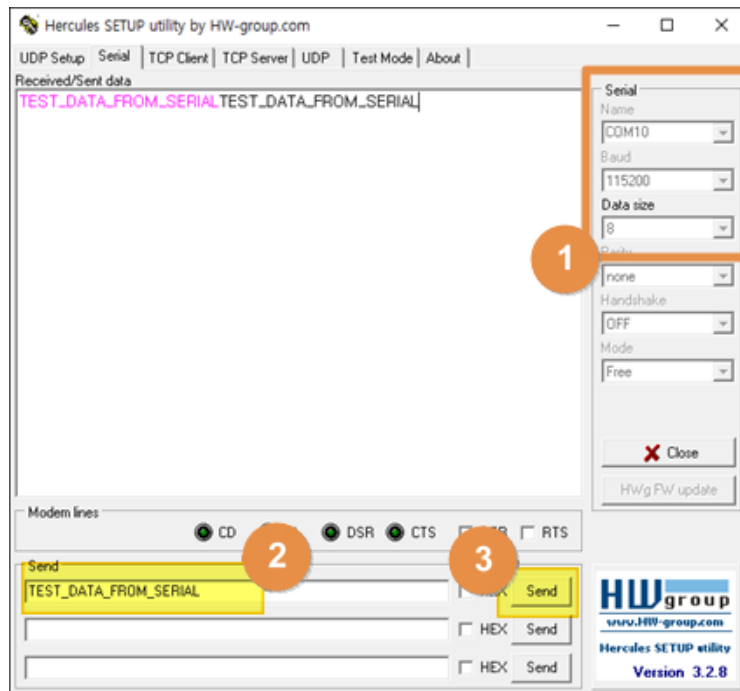 Hercules SETUP utility by HW-group.com
UDP Setup Serial TCP Client TCP Server UDP Test Mode About
Received/Sent data
TEST_DATA_FROM_SERIALTEST_DATA_FROM_SERIAL
Serial
Name
COM10
Baud
115200
Data size
8
1
none
Handshake
OFF
Mode
Free
Close
HWg FW update
Modem lines
CD DSR CTS RTS
2
3
Send
TEST_DATA_FROM_SERIAL Send
HEX Send
HEX Send
HWgroup
www.HW-group.com
Hercules SETUP utility
Version 3.2.8